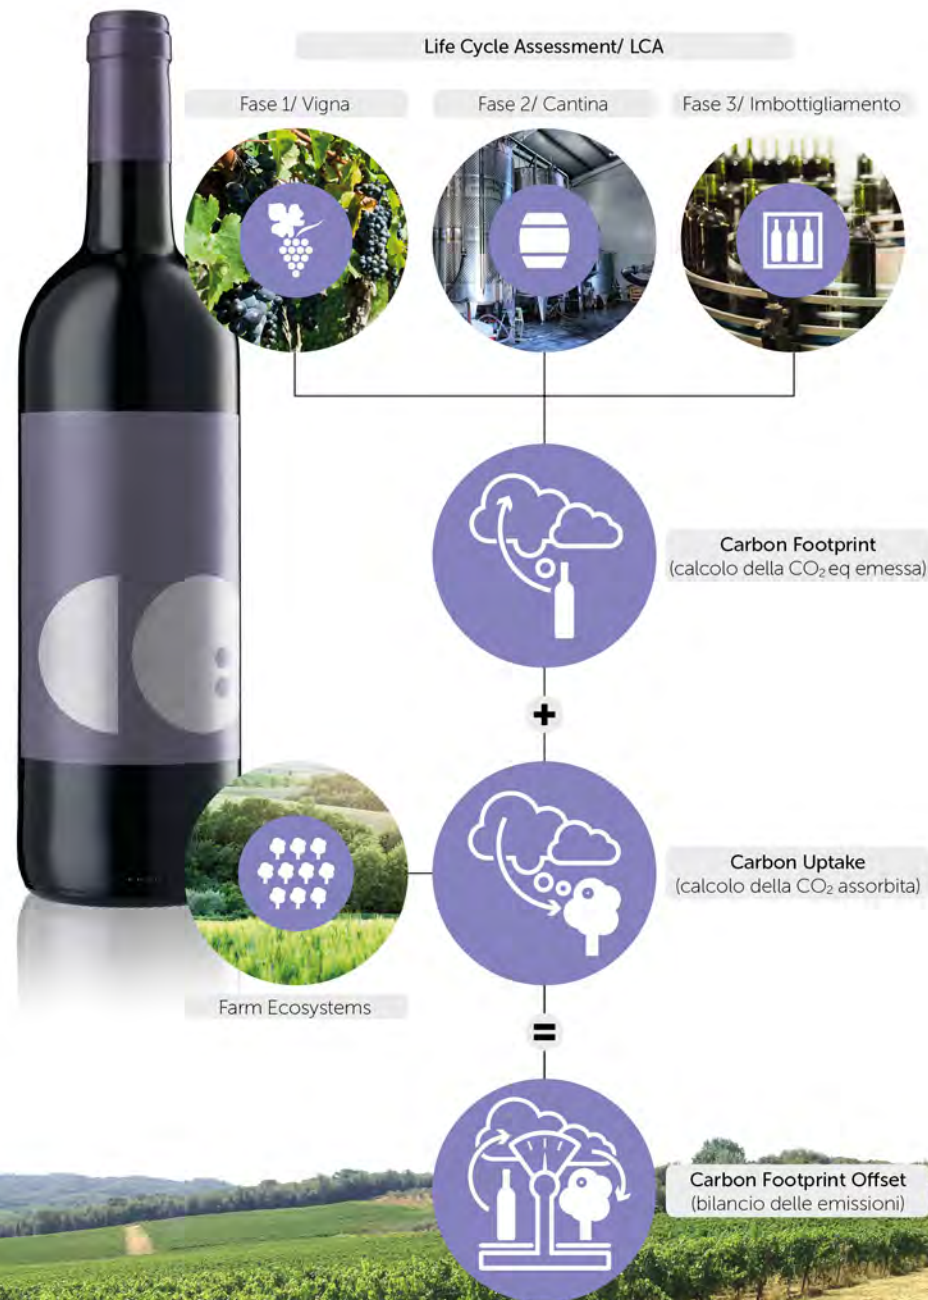 Life Cycle Assessment/ LCA
Fase 1/ Vigna
Fase 2/ Cantina
Fase 3/ Imbottigliamento
Carbon Footprint
(calcolo della CO₂ eq emessa)
+
Carbon Uptake
(calcolo della CO₂ assorbita)
Farm Ecosystems
=
Carbon Footprint Offset
(bilancio delle emissioni)